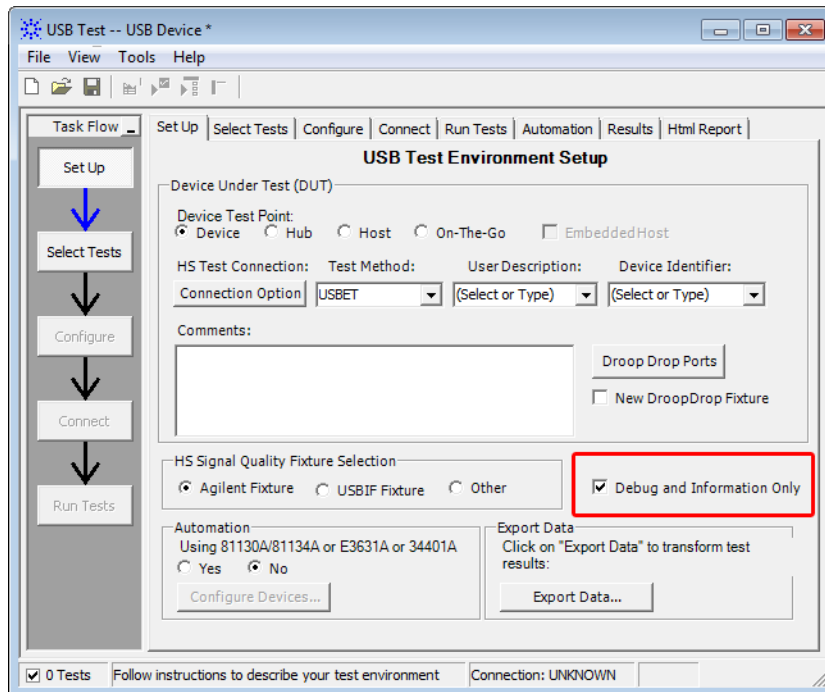 USB Test -- USB Device *
File View Tools Help
Task Flow
Set Up
Select Tests
Configure
Connect
Run Tests
Set Up Select Tests Configure Connect Run Tests Automation Results Html Report
USB Test Environment Setup
Device Under Test (DUT)
Device Test Point:
Device Hub Host On-The-Go Embedded Host
HS Test Connection: Test Method: User Description: Device Identifier:
Connection Option USBET (Select or Type) (Select or Type)
Comments:
Droop Drop Ports
New DroopDrop Fixture
HS Signal Quality Fixture Selection
Agilent Fixture USBIF Fixture Other
Debug and Information Only
Automation
Using 81130A/81134A or E3631A or 34401A
Yes No
Configure Devices...
Export Data
Click on "Export Data" to transform test
results:
Export Data...
0 Tests Follow instructions to describe your test environment Connection: UNKNOWN